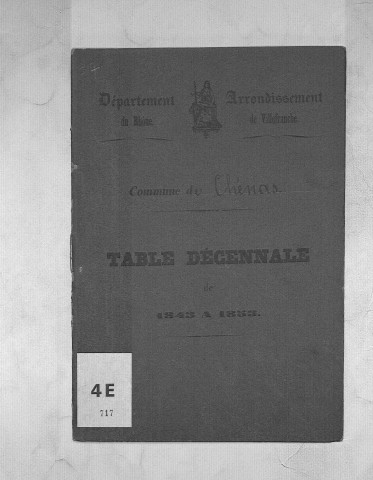 Département Arrondissement
du Rhône. de Villefranche.
Commune de Chénas
TABLE DÉCENNALE
de
1843 A 1853.
4E
717